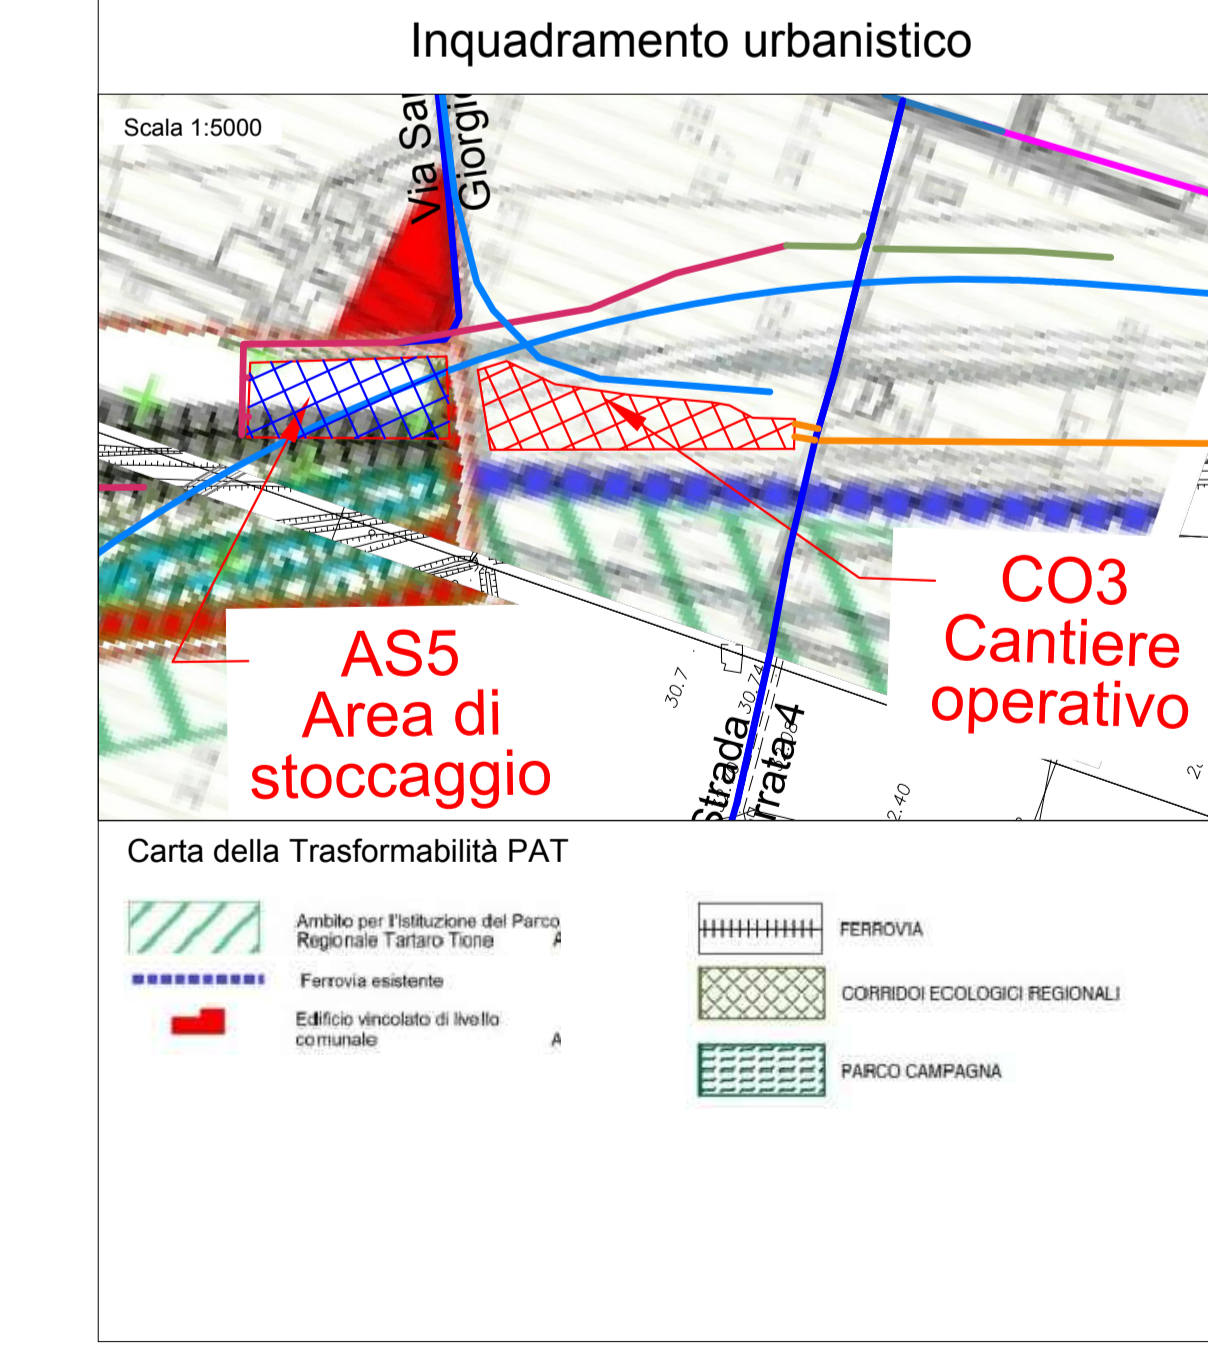 Inquadramento urbanistico
Scala 1:5000
Via San
Giorgio
AS5
Area di
stoccaggio
CO3
Cantiere
operativo
30.7
30.74
Strada
Trata 4
2.40
Carta della Trasformabilità PAT
Ambito per l'Istituzione del Parco
Regionale Tartaro Tione A
Ferrovia esistente
Edificio vincolato di livello
comunale A
FERROVIA
CORRIDOI ECOLOGICI REGIONALI
PARCO CAMPAGNA